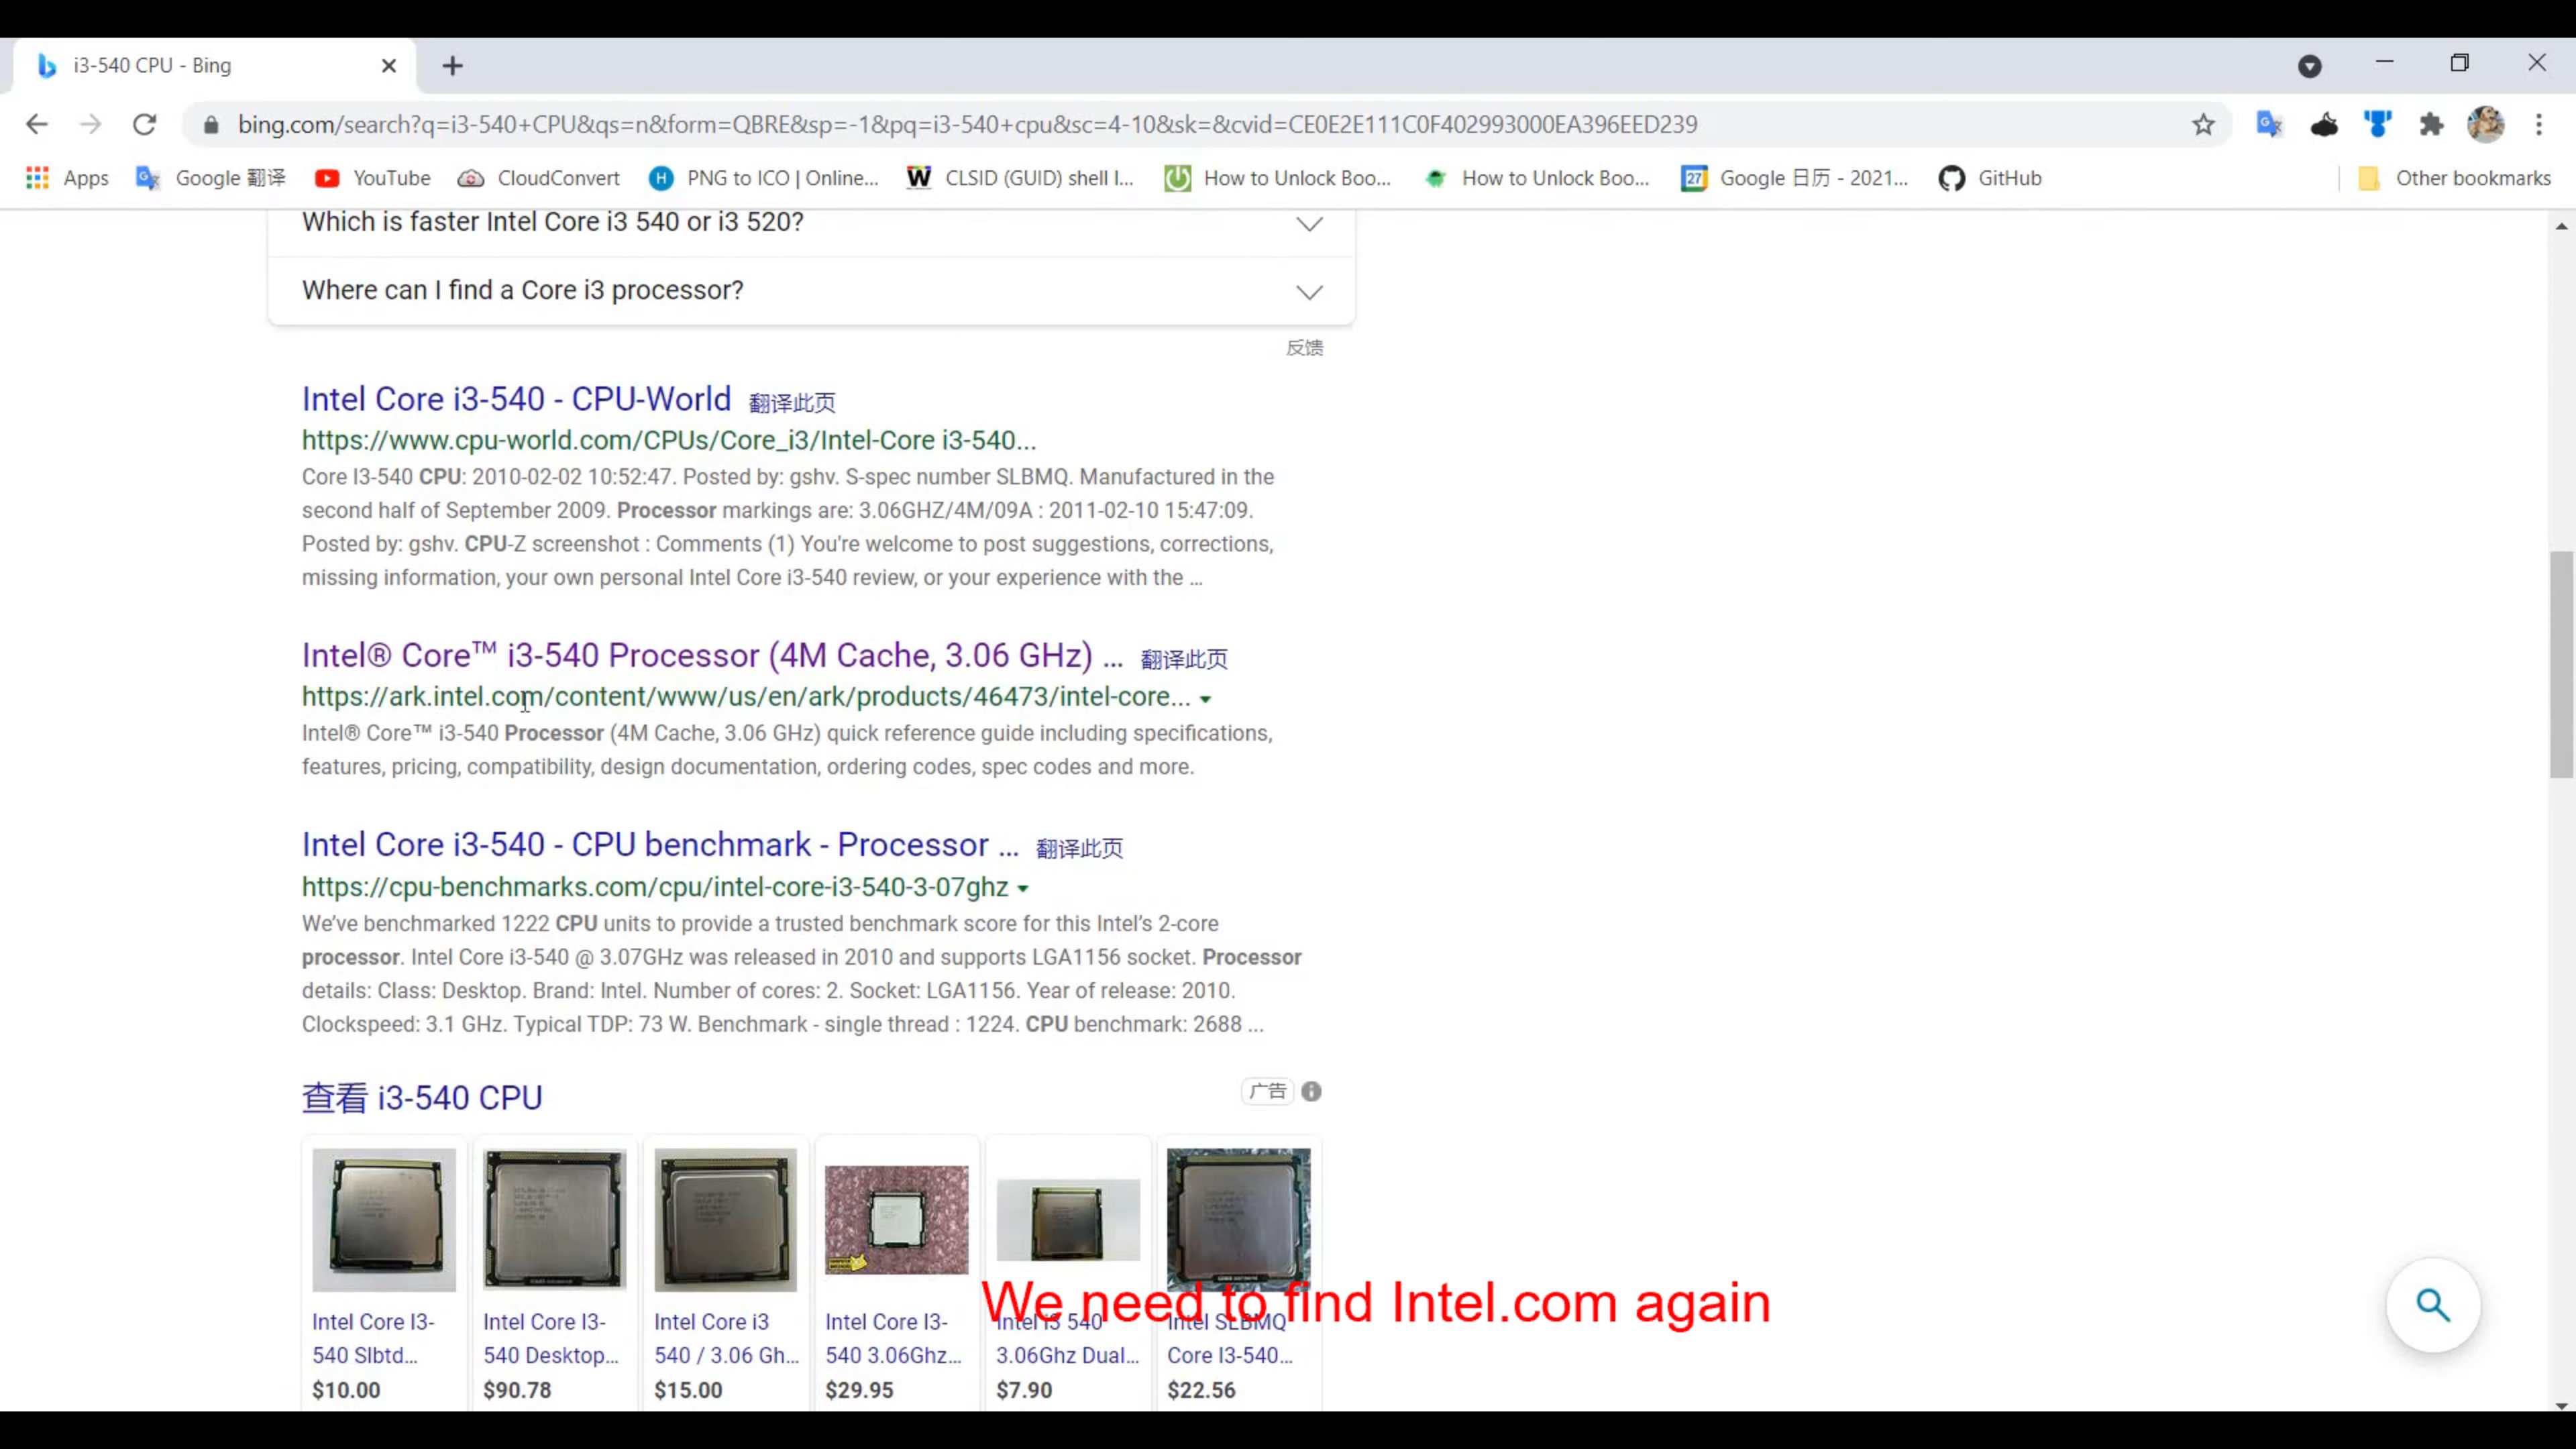 i3-540 CPU - Bing
bing.com/search?q=i3-540+CPU&qs=n&form=QBRE&sp=-1&pq=i3-540+cpu&sc=4-10&sk=&cvid=CE0E2E111C0F402993000EA396EED239
Apps Google 翻译 YouTube CloudConvert PNG to ICO | Online... CLSID (GUID) shell l... How to Unlock Boo... How to Unlock Boo... 27 Google 日历 - 2021... GitHub Other bookmarks
Which is faster Intel Core i3 540 or i3 520?
Where can I find a Core i3 processor?
反馈
Intel Core i3-540 - CPU-World 翻译此页
https://www.cpu-world.com/CPUs/Core_i3/Intel-Core i3-540...
Core I3-540 CPU: 2010-02-02 10:52:47. Posted by: gshv. S-spec number SLBMQ. Manufactured in the
second half of September 2009. Processor markings are: 3.06GHZ/4M/09A : 2011-02-10 15:47:09.
Posted by: gshv. CPU-Z screenshot : Comments (1) You're welcome to post suggestions, corrections,
missing information, your own personal Intel Core i3-540 review, or your experience with the ...
Intel® Core™ i3-540 Processor (4M Cache, 3.06 GHz) ... 翻译此页
https://ark.intel.com/content/www/us/en/ark/products/46473/intel-core...
Intel® Core™ i3-540 Processor (4M Cache, 3.06 GHz) quick reference guide including specifications,
features, pricing, compatibility, design documentation, ordering codes, spec codes and more.
Intel Core i3-540 - CPU benchmark - Processor ... 翻译此页
https://cpu-benchmarks.com/cpu/intel-core-i3-540-3-07ghz
We've benchmarked 1222 CPU units to provide a trusted benchmark score for this Intel's 2-core
processor. Intel Core i3-540 @ 3.07GHz was released in 2010 and supports LGA1156 socket. Processor
details: Class: Desktop. Brand: Intel. Number of cores: 2. Socket: LGA1156. Year of release: 2010.
Clockspeed: 3.1 GHz. Typical TDP: 73 W. Benchmark - single thread : 1224. CPU benchmark: 2688 ...
查看 i3-540 CPU 广告
We need to find Intel.com again
Intel Core I3- Intel Core I3- Intel Core i3 Intel Core I3- Intel i3 540 Intel SLBMQ
540 Slbtd... 540 Desktop... 540 / 3.06 Gh... 540 3.06Ghz... 3.06Ghz Dual... Core I3-540...
$10.00 $90.78 $15.00 $29.95 $7.90 $22.56